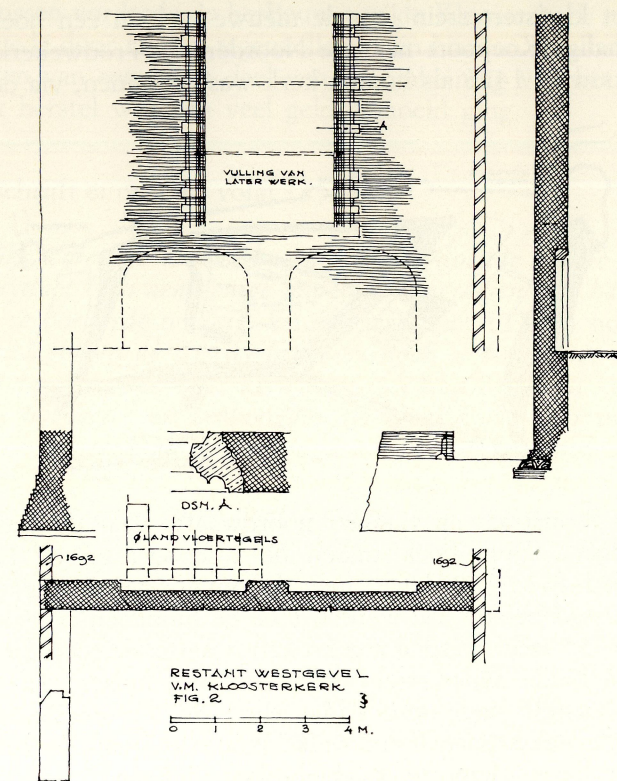 A
VULLING VAN
LATER WERK.
DSN. A.
ØLAND VLOERTEGELS
1692
1692
RESTANT WESTGEVEL
V.M. KLOOSTERKERK
FIG. 2
0 1 2 3 4 M.